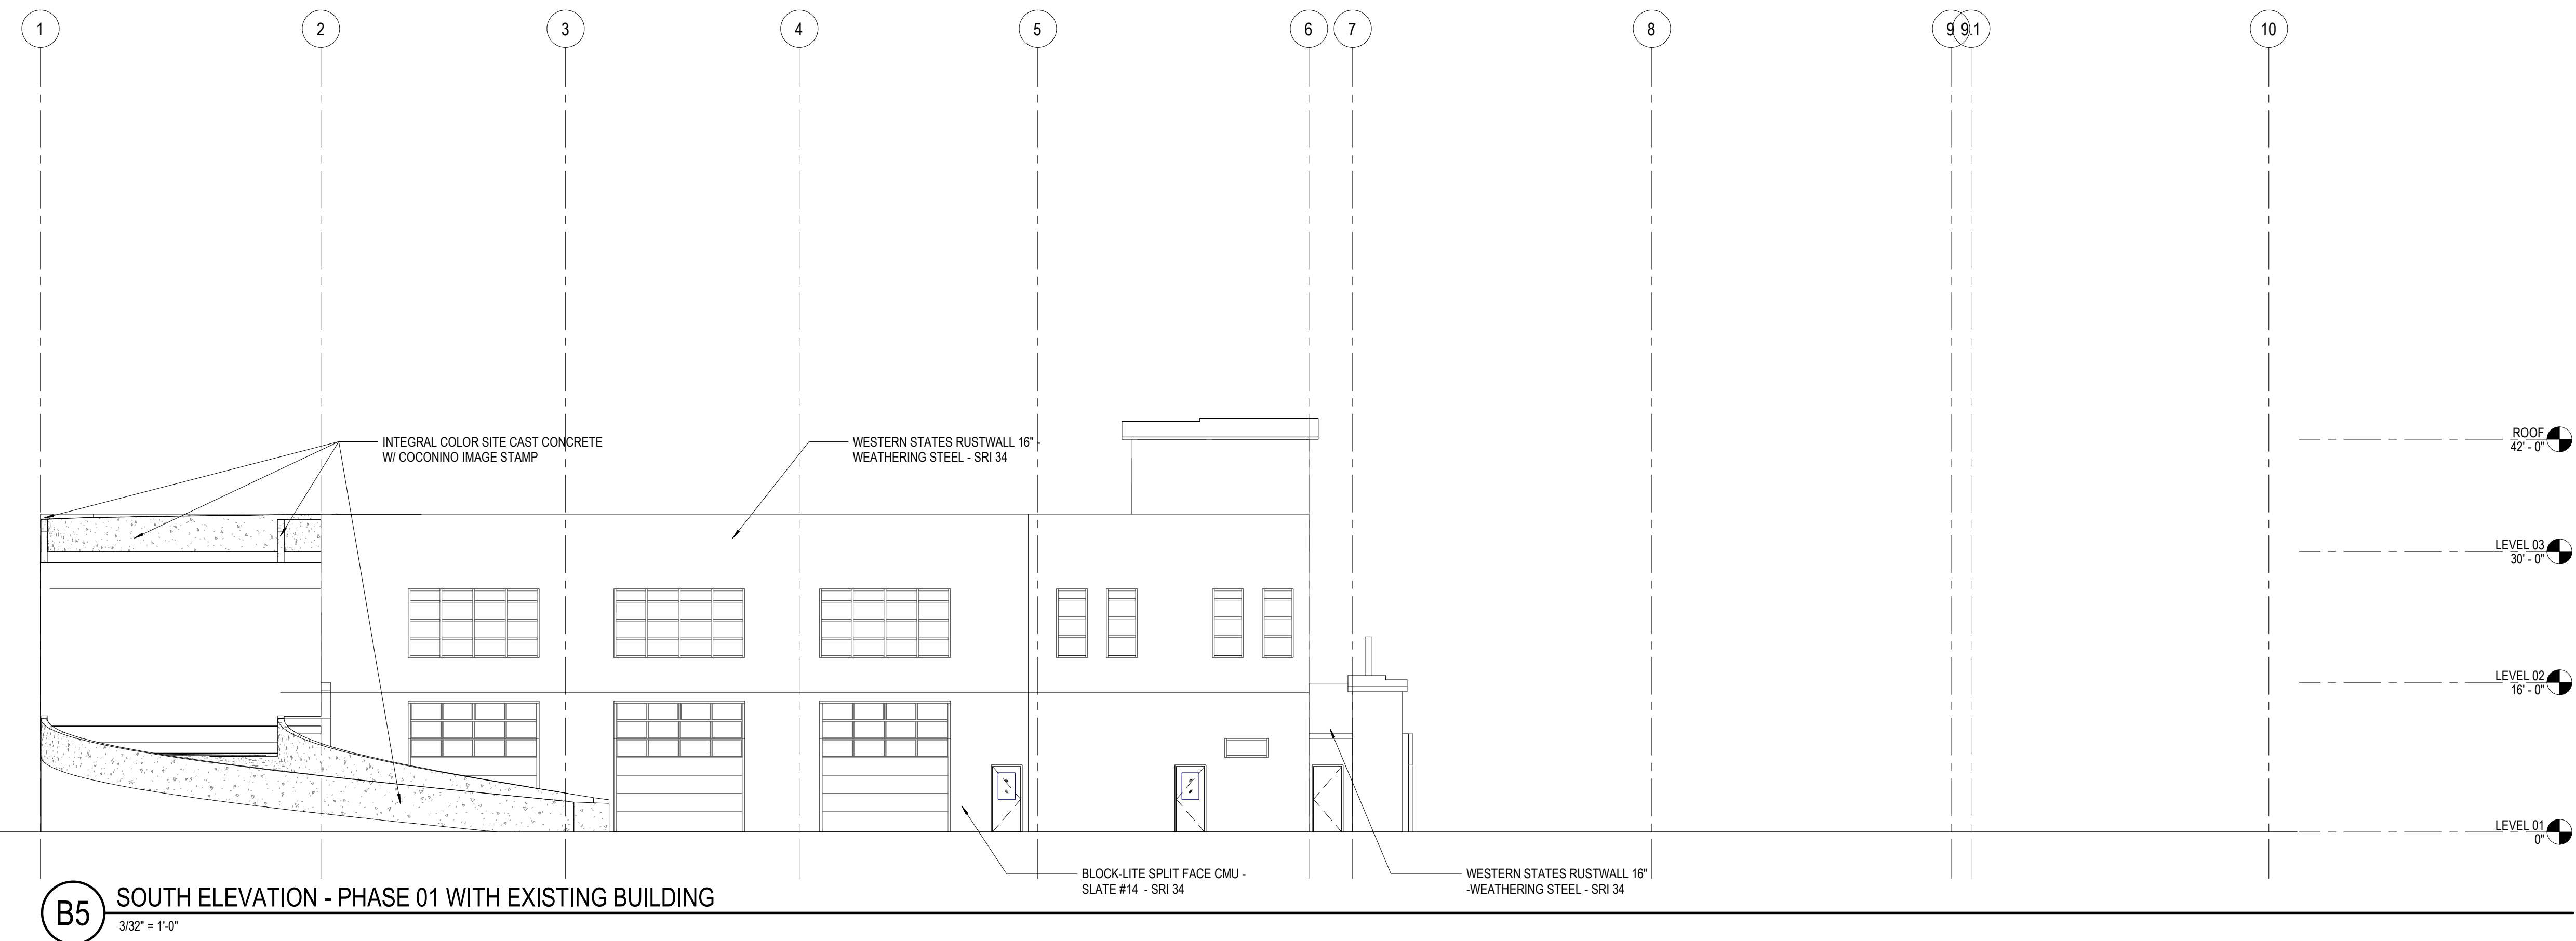 1
2
3
4
5
6
7
8
9
9.1
10
INTEGRAL COLOR SITE CAST CONCRETE
W/ COCONINO IMAGE STAMP
WESTERN STATES RUSTWALL 16" -
WEATHERING STEEL - SRI 34
ROOF
42' - 0"
LEVEL 03
30' - 0"
LEVEL 02
16' - 0"
LEVEL 01
0"
BLOCK-LITE SPLIT FACE CMU -
SLATE #14 - SRI 34
WESTERN STATES RUSTWALL 16"
-WEATHERING STEEL - SRI 34
B5
SOUTH ELEVATION - PHASE 01 WITH EXISTING BUILDING
3/32" = 1'-0"